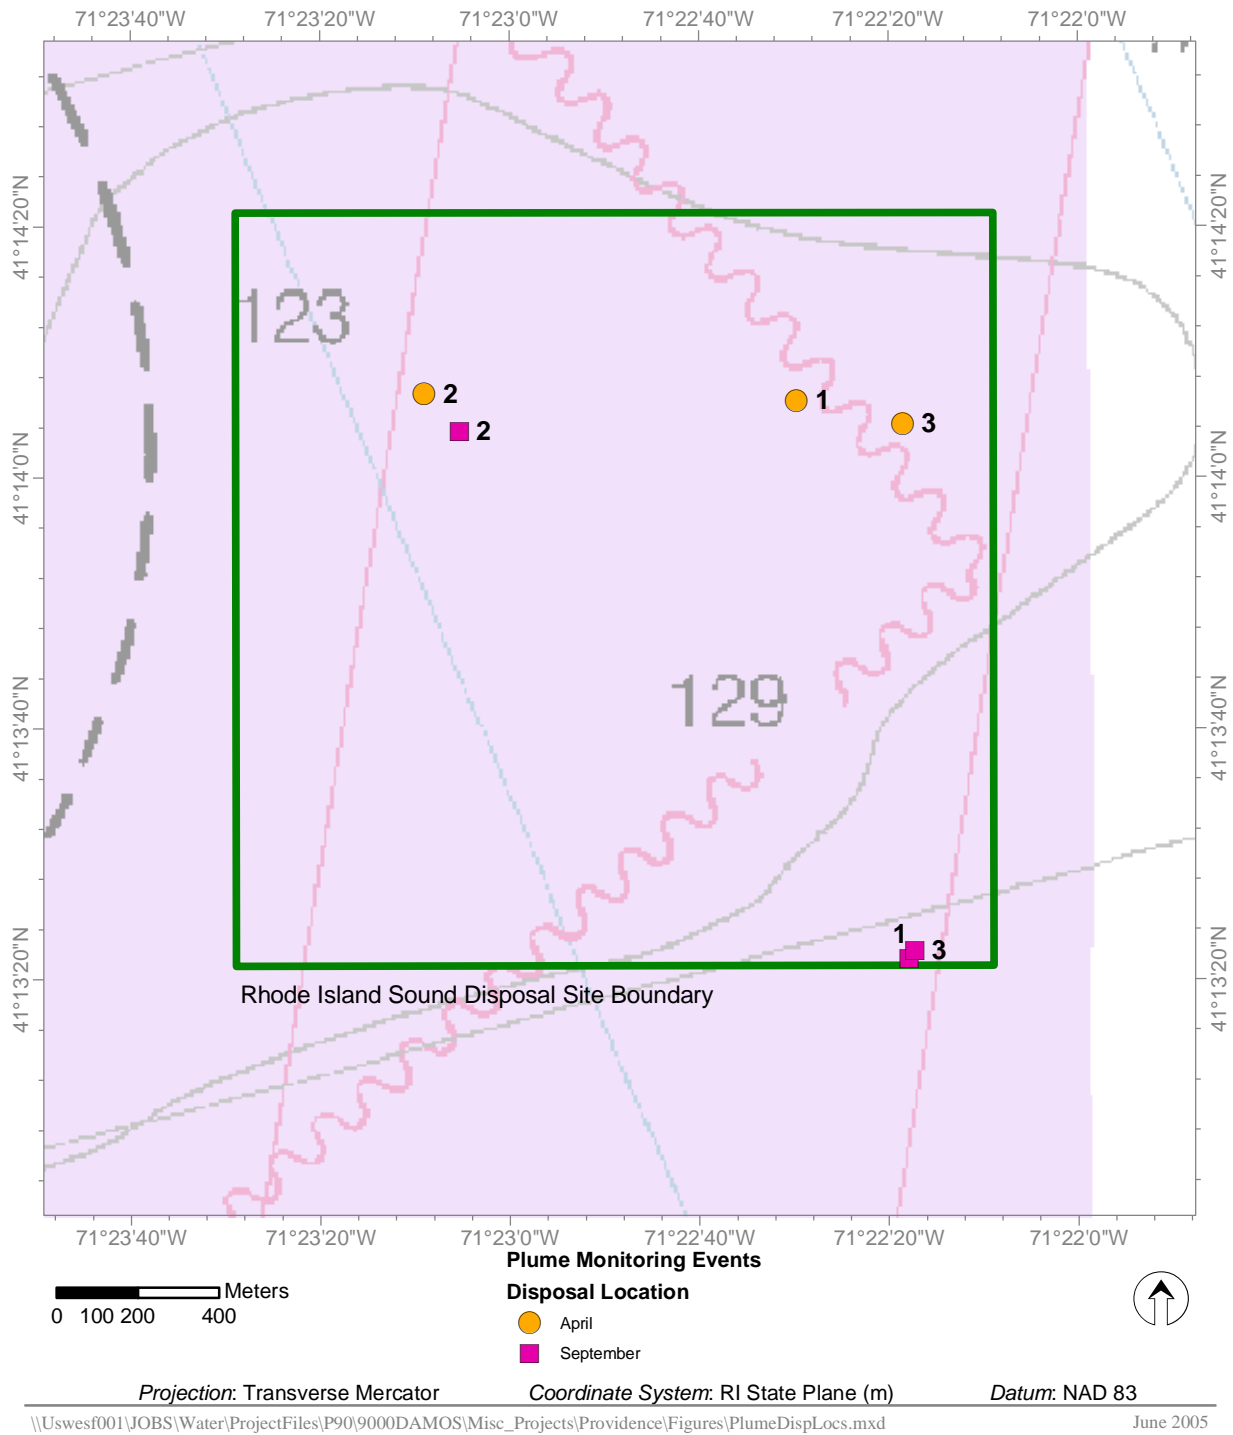 71°23'40"W 71°23'20"W 71°23'0"W 71°22'40"W 71°22'20"W 71°22'0"W
41°14'20"N
41°14'20"N
123
2
1
3
2
41°14'0"N
41°14'0"N
129
41°13'40"N
41°13'40"N
1
3
41°13'20"N
41°13'20"N
Rhode Island Sound Disposal Site Boundary
71°23'40"W 71°23'20"W 71°23'0"W 71°22'40"W 71°22'20"W 71°22'0"W
Plume Monitoring Events
Disposal Location
April
September
Meters
0 100 200 400
Projection: Transverse Mercator Coordinate System: RI State Plane (m) Datum: NAD 83
\\Uswesf001\JOBS\Water\ProjectFiles\P90\9000DAMOS\Misc_Projects\Providence\Figures\PlumeDispLocs.mxd June 2005